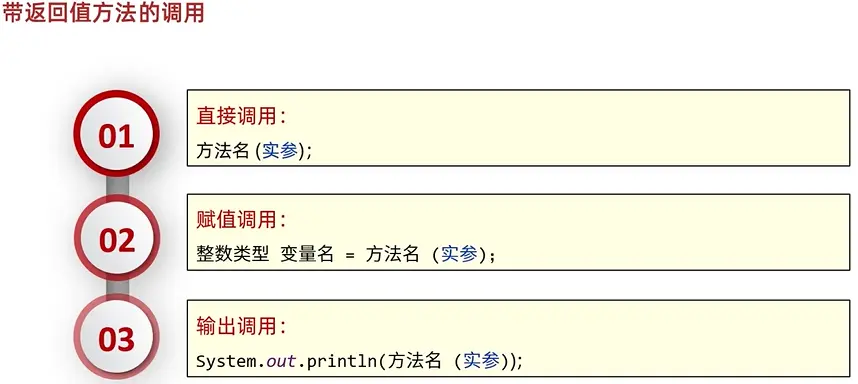 带返回值方法的调用
01
直接调用：
方法名(实参);
02
赋值调用：
整数类型 变量名 = 方法名 (实参);
03
输出调用：
System.out.println(方法名 (实参));